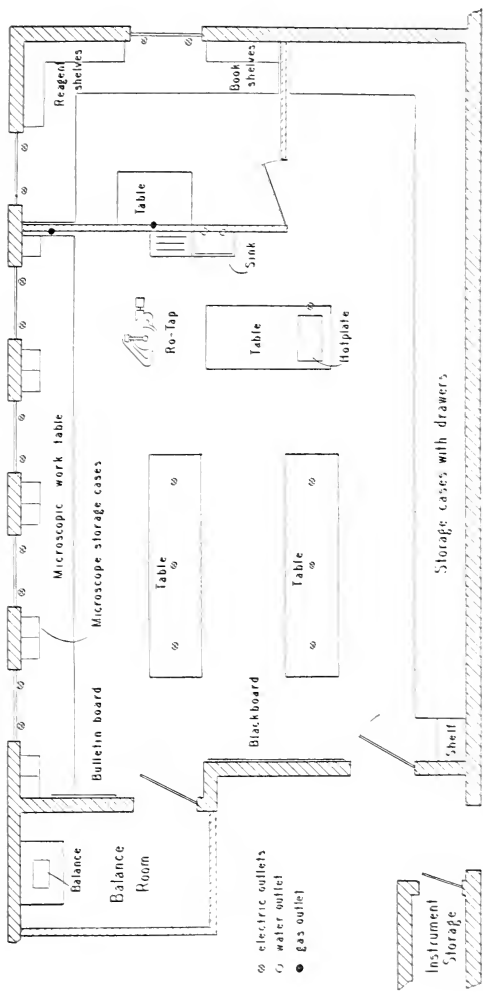 Reagent
shelves
Book
shelves
Table
Sink
Ro-Tap
Table
Hotplate
Microscopic work table
Microscope storage cases
Table
Table
Storage cases with drawers
Bulletin board
Blackboard
Shelf
Balance
Balance
Room
electric outlets
water outlet
gas outlet
Instrument
Storage